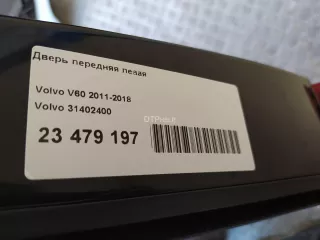 Дверь передняя левая
Volvo V60 2011-2018
Volvo 31402400
23 479 197